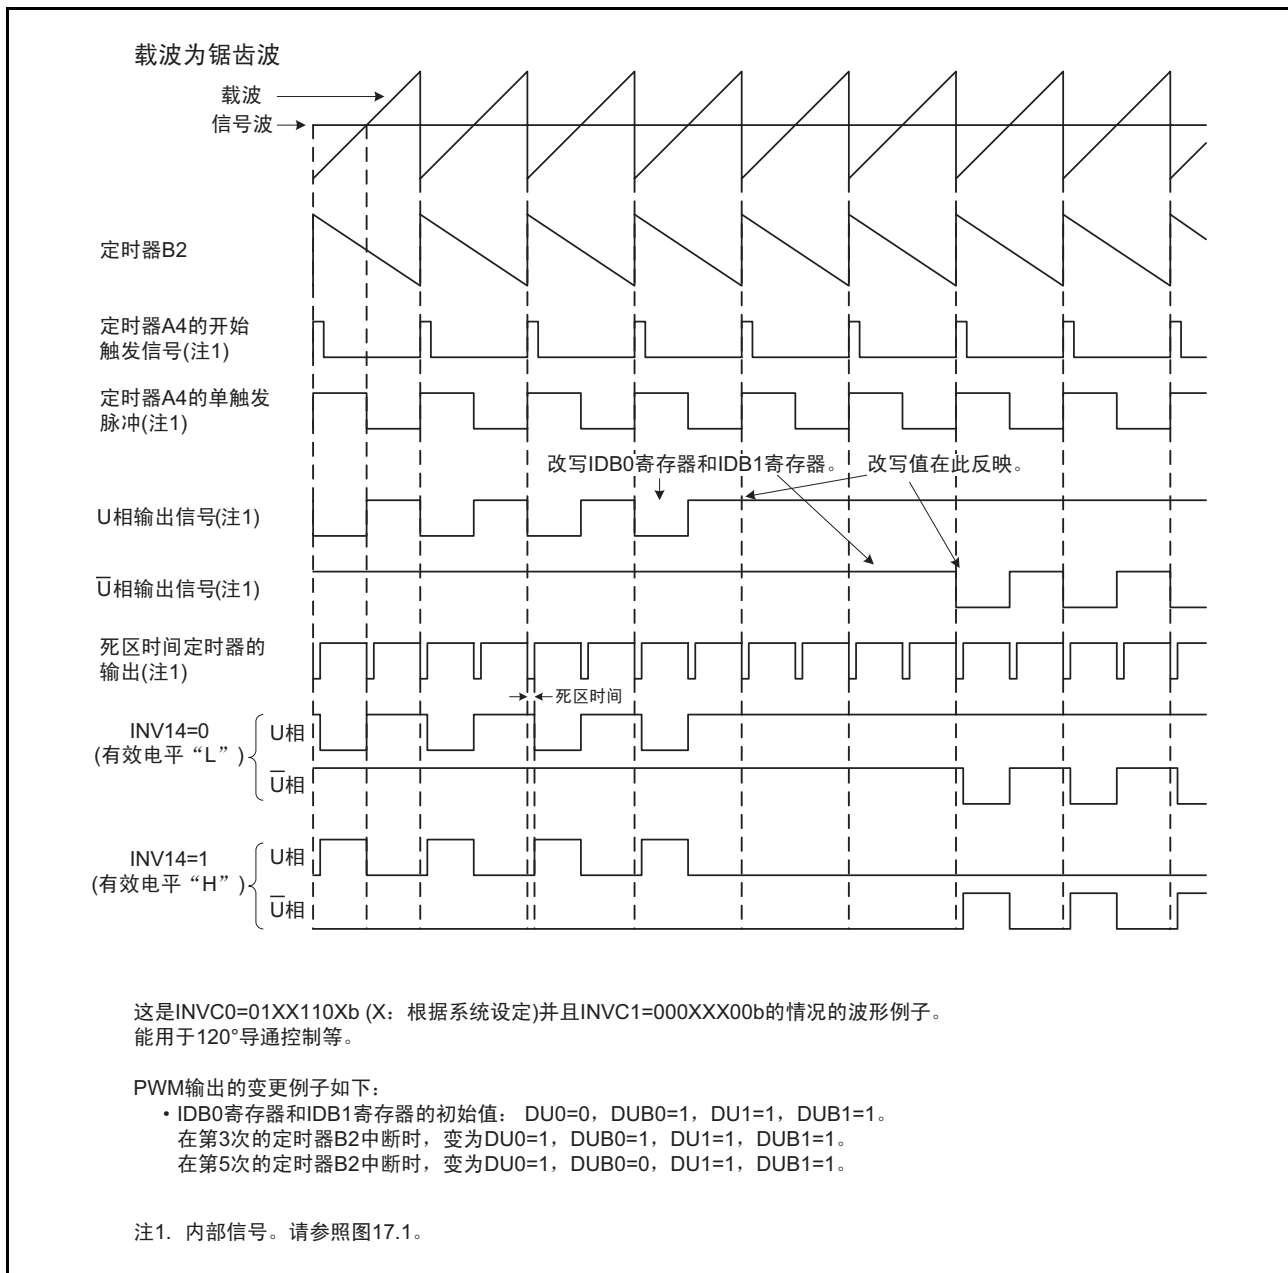 载波为锯齿波
载波
信号波
定时器B2
定时器A4的开始
触发信号(注1)
定时器A4的单触发
脉冲(注1)
改写IDB0寄存器和IDB1寄存器。
改写值在此反映。
U相输出信号(注1)
U̅相输出信号(注1)
死区时间定时器的
输出(注1)
死区时间
INV14=0
(有效电平“L”)
U相
U̅相
INV14=1
(有效电平“H”)
U相
U̅相
这是INVC0=01XX110Xb (X：根据系统设定)并且INVC1=000XXX00b的情况的波形例子。
能用于120°导通控制等。
PWM输出的变更例子如下：
• IDB0寄存器和IDB1寄存器的初始值： DU0=0，DUB0=1，DU1=1，DUB1=1。
在第3次的定时器B2中断时，变为DU0=1，DUB0=1，DU1=1，DUB1=1。
在第5次的定时器B2中断时，变为DU0=1，DUB0=0，DU1=1，DUB1=1。
注1. 内部信号。请参照图17.1。